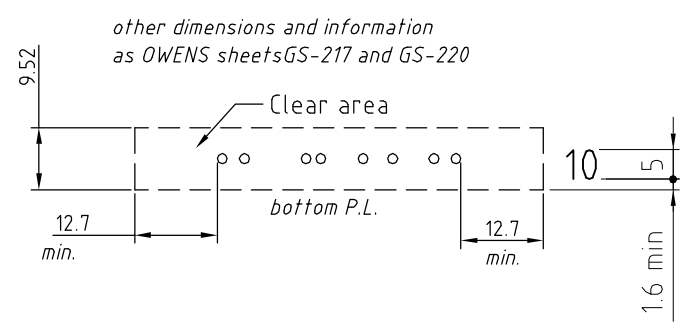 other dimensions and information
as OWENS sheetsGS-217 and GS-220
9.52
Clear area
10
5
bottom P.L.
12.7
min.
12.7
min.
1.6 min